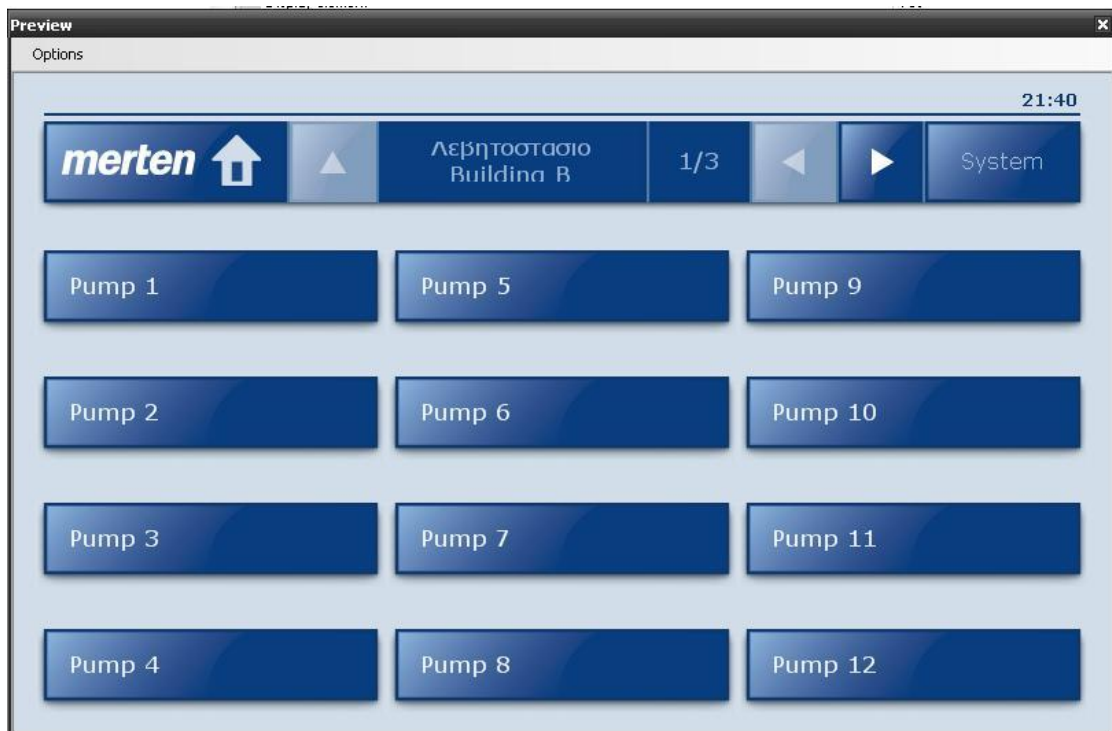 Preview
Options
21:40
merten
Λεβητοστασιο
Building B
1/3
System
Pump 1
Pump 5
Pump 9
Pump 2
Pump 6
Pump 10
Pump 3
Pump 7
Pump 11
Pump 4
Pump 8
Pump 12